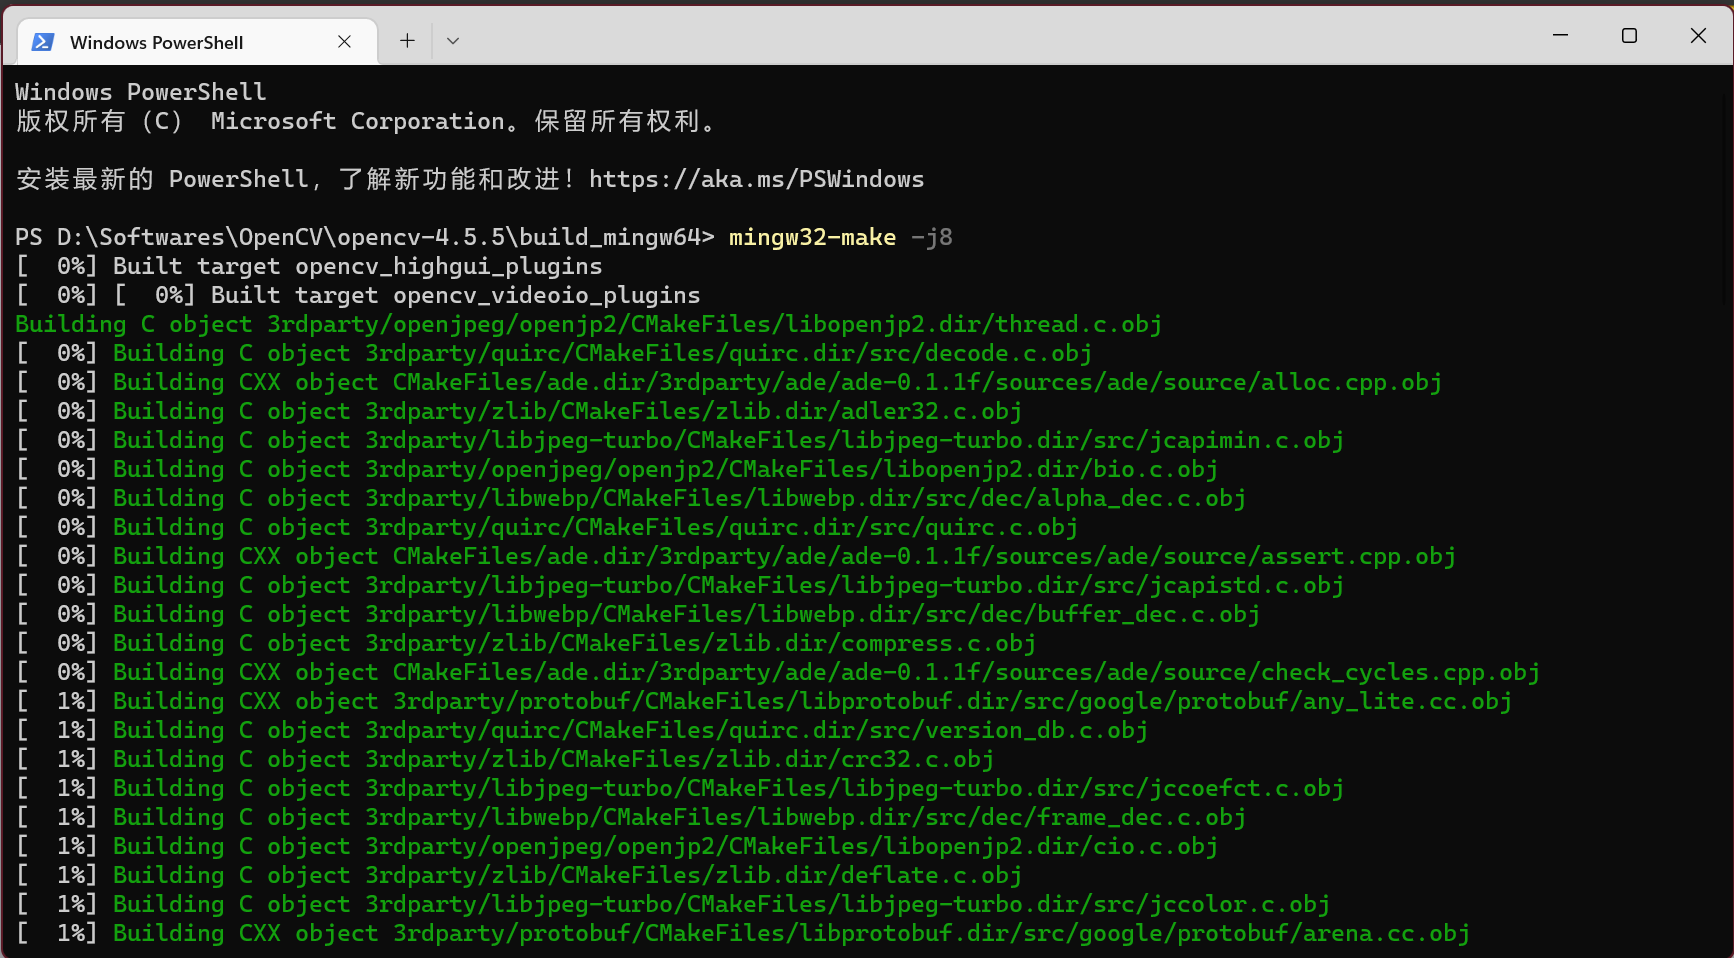 Windows PowerShell
Windows PowerShell
版权所有（C） Microsoft Corporation。保留所有权利。
安装最新的 PowerShell，了解新功能和改进！https://aka.ms/PSWindows
PS D:\Softwares\OpenCV\opencv-4.5.5\build_mingw64> mingw32-make -j8
[  0%] Built target opencv_highgui_plugins
[  0%] [  0%] Built target opencv_videoio_plugins
Building C object 3rdparty/openjpeg/openjp2/CMakeFiles/libopenjp2.dir/thread.c.obj
[  0%] Building C object 3rdparty/quirc/CMakeFiles/quirc.dir/src/decode.c.obj
[  0%] Building CXX object CMakeFiles/ade.dir/3rdparty/ade/ade-0.1.1f/sources/ade/source/alloc.cpp.obj
[  0%] Building C object 3rdparty/zlib/CMakeFiles/zlib.dir/adler32.c.obj
[  0%] Building C object 3rdparty/libjpeg-turbo/CMakeFiles/libjpeg-turbo.dir/src/jcapimin.c.obj
[  0%] Building C object 3rdparty/openjpeg/openjp2/CMakeFiles/libopenjp2.dir/bio.c.obj
[  0%] Building C object 3rdparty/libwebp/CMakeFiles/libwebp.dir/src/dec/alpha_dec.c.obj
[  0%] Building C object 3rdparty/quirc/CMakeFiles/quirc.dir/src/quirc.c.obj
[  0%] Building CXX object CMakeFiles/ade.dir/3rdparty/ade/ade-0.1.1f/sources/ade/source/assert.cpp.obj
[  0%] Building C object 3rdparty/libjpeg-turbo/CMakeFiles/libjpeg-turbo.dir/src/jcapistd.c.obj
[  0%] Building C object 3rdparty/libwebp/CMakeFiles/libwebp.dir/src/dec/buffer_dec.c.obj
[  0%] Building C object 3rdparty/zlib/CMakeFiles/zlib.dir/compress.c.obj
[  0%] Building CXX object CMakeFiles/ade.dir/3rdparty/ade/ade-0.1.1f/sources/ade/source/check_cycles.cpp.obj
[  1%] Building CXX object 3rdparty/protobuf/CMakeFiles/libprotobuf.dir/src/google/protobuf/any_lite.cc.obj
[  1%] Building C object 3rdparty/quirc/CMakeFiles/quirc.dir/src/version_db.c.obj
[  1%] Building C object 3rdparty/zlib/CMakeFiles/zlib.dir/crc32.c.obj
[  1%] Building C object 3rdparty/libjpeg-turbo/CMakeFiles/libjpeg-turbo.dir/src/jccoefct.c.obj
[  1%] Building C object 3rdparty/libwebp/CMakeFiles/libwebp.dir/src/dec/frame_dec.c.obj
[  1%] Building C object 3rdparty/openjpeg/openjp2/CMakeFiles/libopenjp2.dir/cio.c.obj
[  1%] Building C object 3rdparty/zlib/CMakeFiles/zlib.dir/deflate.c.obj
[  1%] Building C object 3rdparty/libjpeg-turbo/CMakeFiles/libjpeg-turbo.dir/src/jccolor.c.obj
[  1%] Building CXX object 3rdparty/protobuf/CMakeFiles/libprotobuf.dir/src/google/protobuf/arena.cc.obj